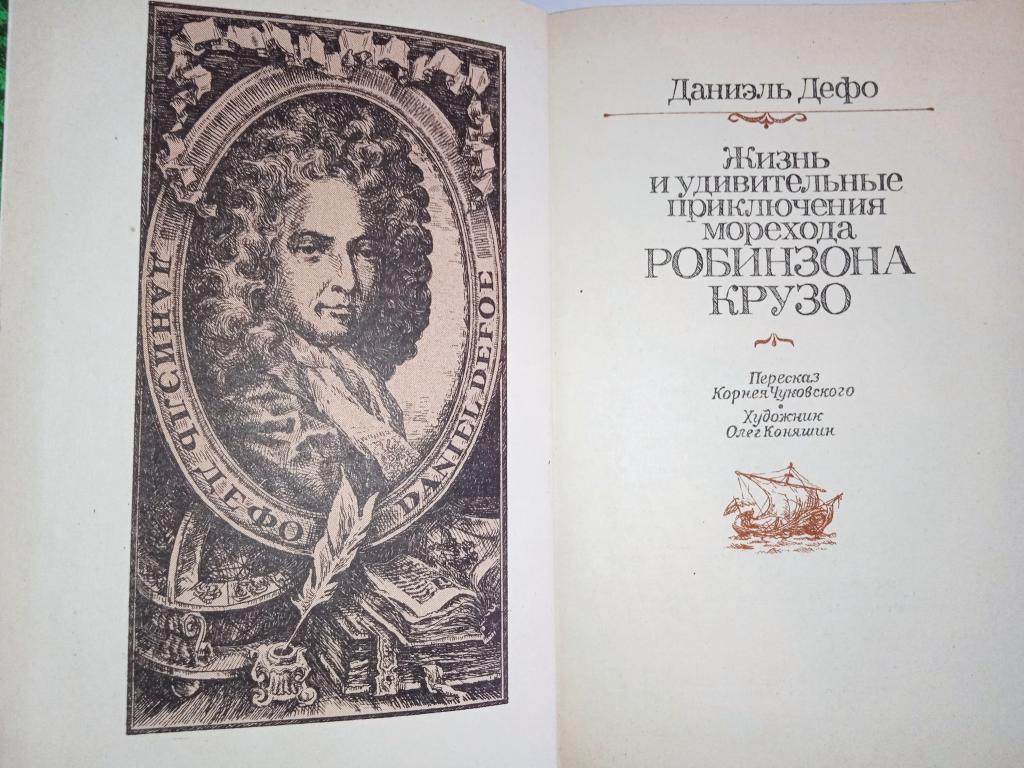 ДАНИЭЛЬ ДЕФО
DANIEL DEFOE
Даниэль Дефо
Жизнь
и удивительные
приключения
морехода
РОБИНЗОНА
КРУЗО
Пересказ
Корнея Чуковского
Художник
Олег Коняшин